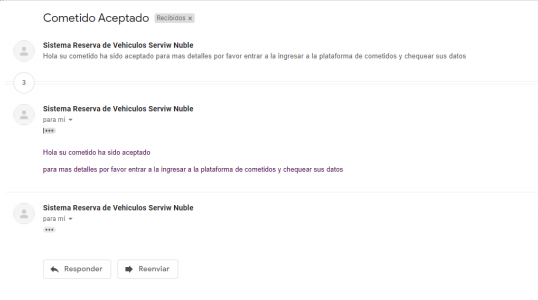 Cometido Aceptado Recibidos x
Sistema Reserva de Vehiculos Serviw Nuble
Hola su cometido ha sido aceptado para mas detalles por favor entrar a la ingresar a la plataforma de cometidos y chequear sus datos
3
Sistema Reserva de Vehiculos Serviw Nuble
para mí
Hola su cometido ha sido aceptado
para mas detalles por favor entrar a la ingresar a la plataforma de cometidos y chequear sus datos
Sistema Reserva de Vehiculos Serviw Nuble
para mí
Responder Reenviar